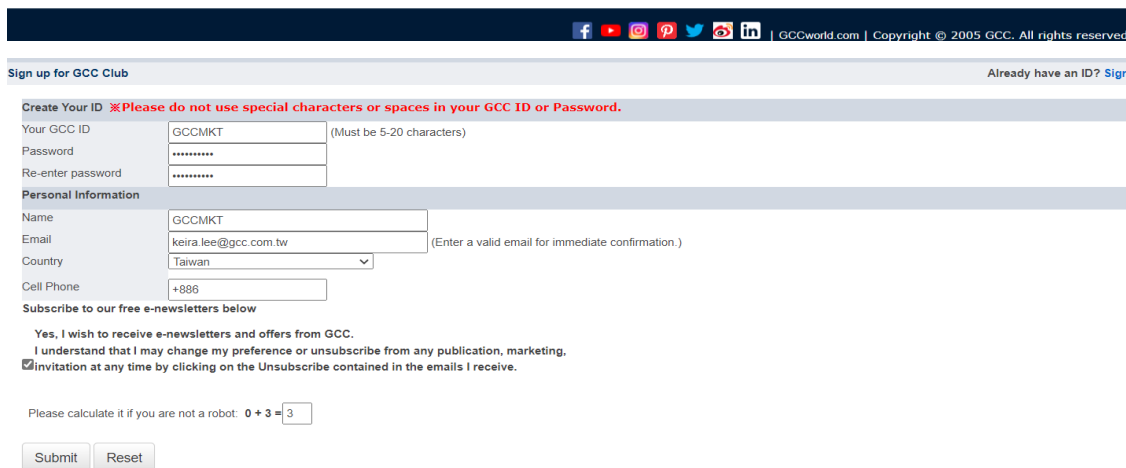 | GCCworld.com | Copyright © 2005 GCC. All rights reserved
Sign up for GCC Club Already have an ID? Sign
Create Your ID ※Please do not use special characters or spaces in your GCC ID or Password.
Your GCC ID GCCMKT (Must be 5-20 characters)
Password ••••••••••
Re-enter password ••••••••••
Personal Information
Name GCCMKT
Email keira.lee@gcc.com.tw (Enter a valid email for immediate confirmation.)
Country Taiwan
Cell Phone +886
Subscribe to our free e-newsletters below
Yes, I wish to receive e-newsletters and offers from GCC.
I understand that I may change my preference or unsubscribe from any publication, marketing,
invitation at any time by clicking on the Unsubscribe contained in the emails I receive.
Please calculate it if you are not a robot: 0 + 3 = 3
Submit Reset